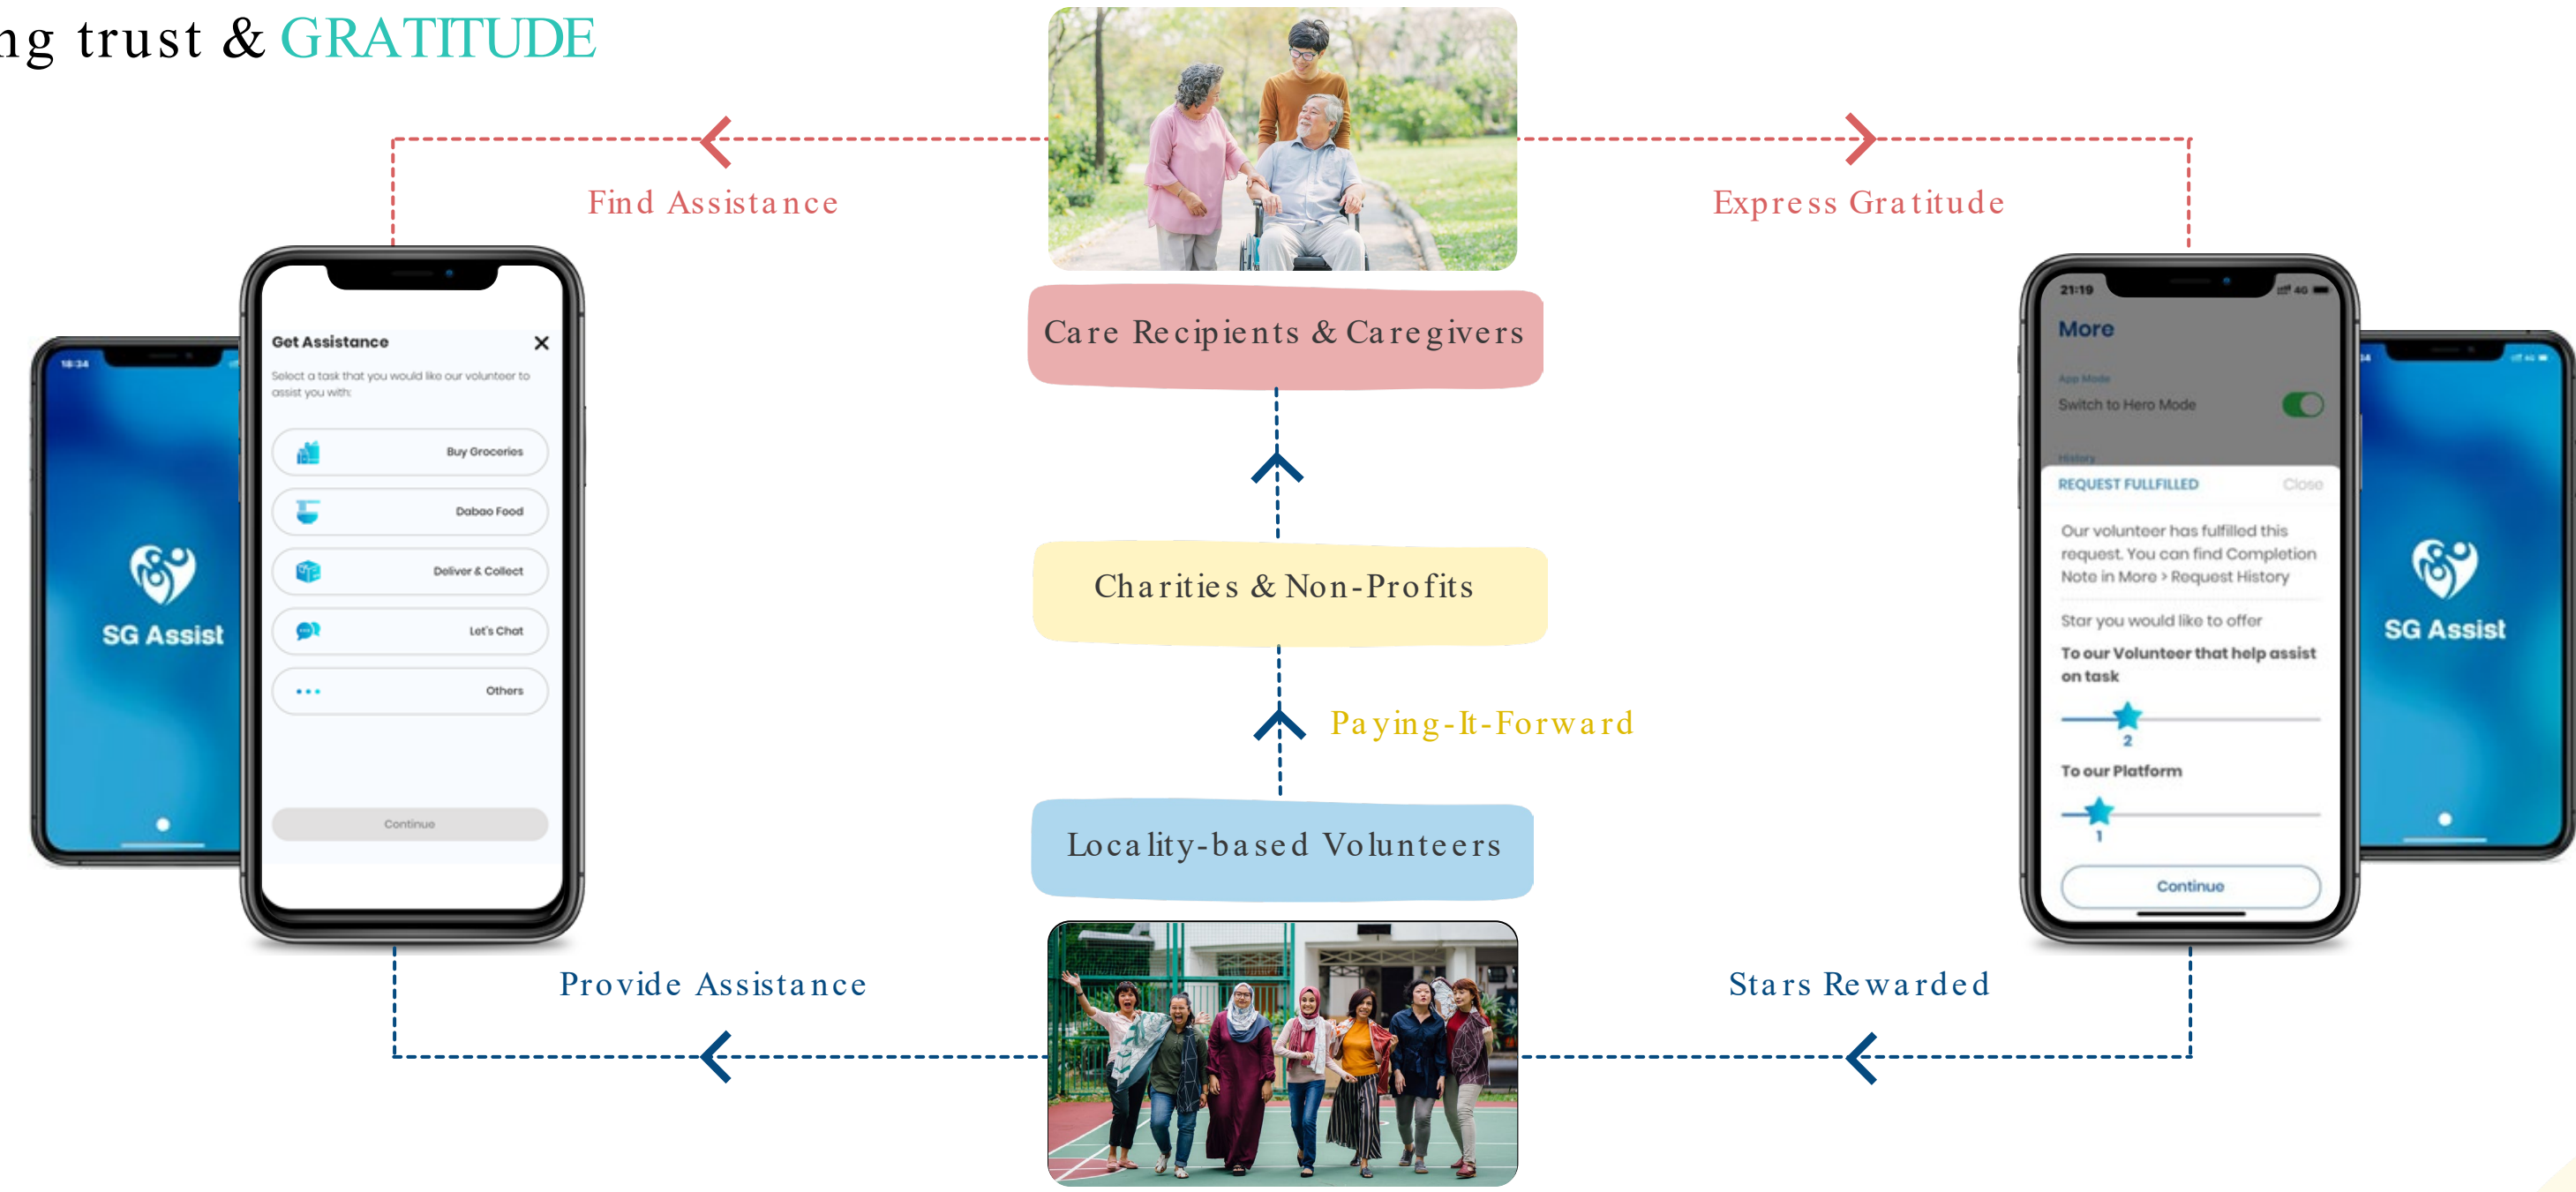 ng trust & GRATITUDE
Find Assistance
Express Gratitude
Care Recipients & Caregivers
Charities & Non-Profits
Paying-It-Forward
Locality-based Volunteers
Provide Assistance
Stars Rewarded
18:34
SG Assist
Get Assistance
Select a task that you would like our volunteer to
assist you with:
Buy Groceries
Dabao Food
Deliver & Collect
Let's Chat
Others
Continue
21:19
4G
More
App Mode
Switch to Hero Mode
History
REQUEST FULLFILLED
Close
Our volunteer has fulfilled this
request. You can find Completion
Note in More > Request History
Star you would like to offer
To our Volunteer that help assist
on task
2
To our Platform
1
Continue
34
4G
SG Assist